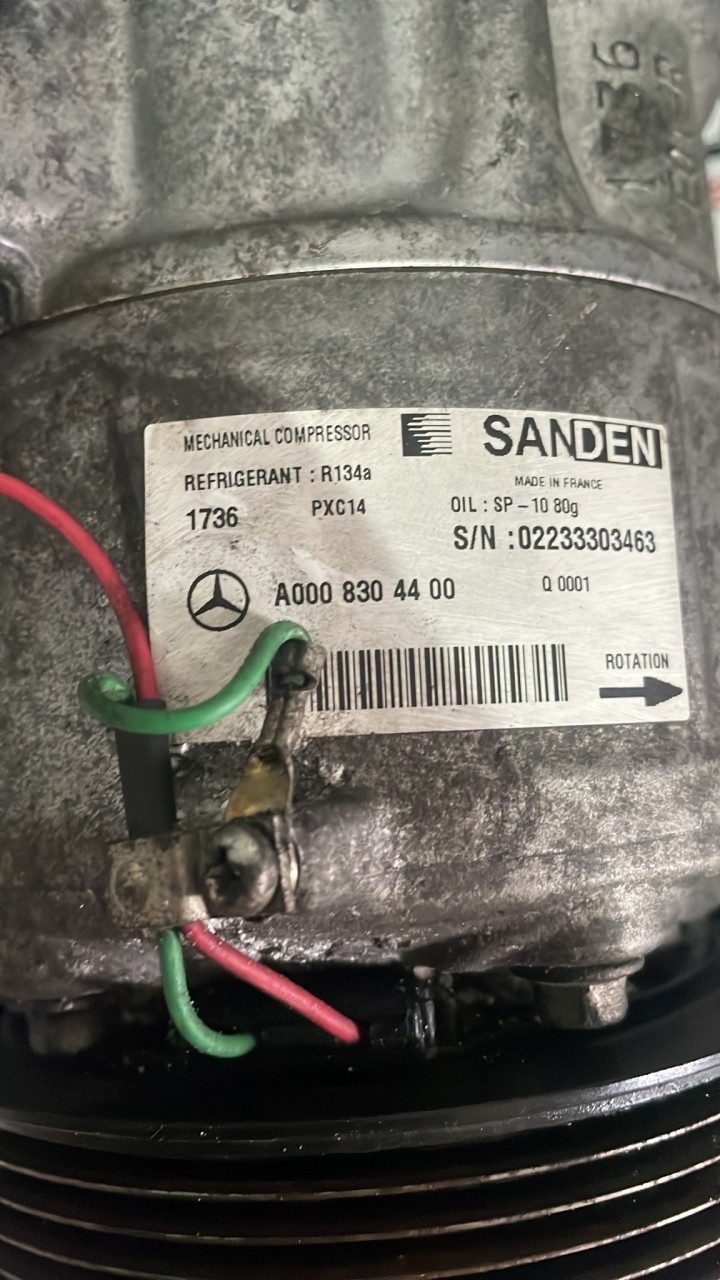 1736
MECHANICAL COMPRESSOR
SANDEN
REFRIGERANT : R134a
MADE IN FRANCE
1736
PXC14
OIL : SP – 10 80g
S/N : 02233303463
A000 830 44 00
Q 0001
ROTATION